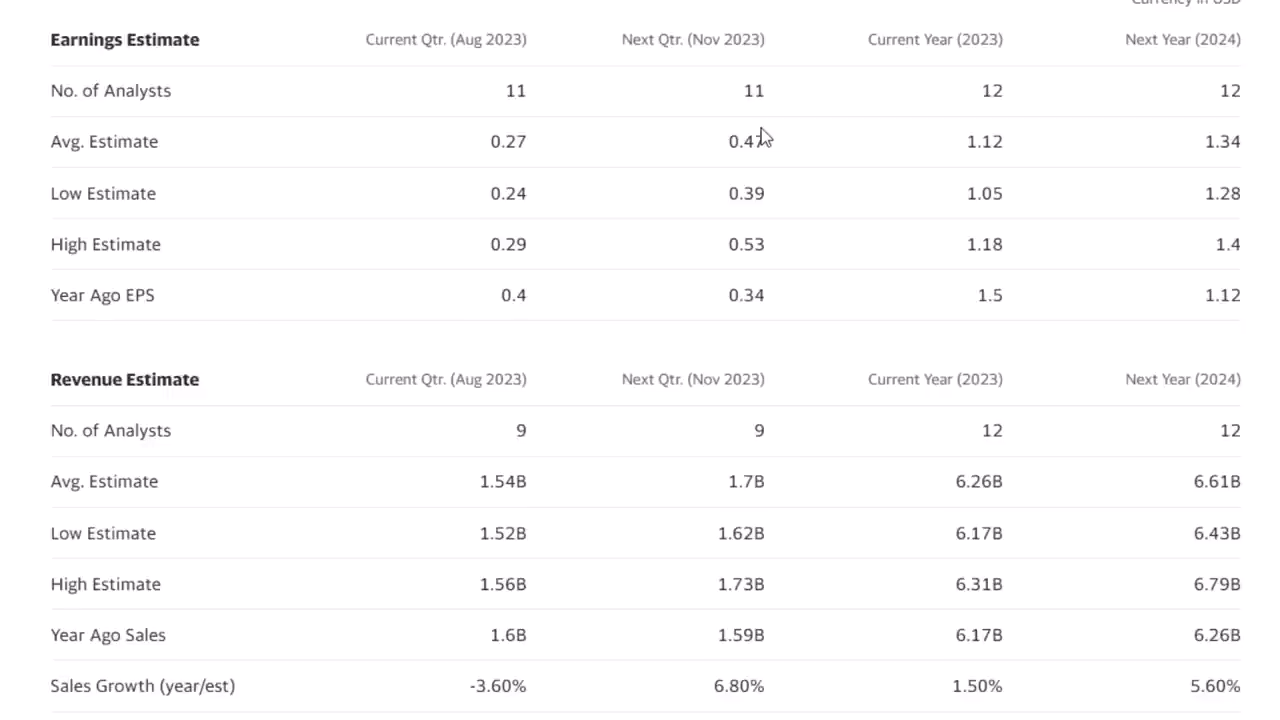 Currency in USD
Earnings Estimate Current Qtr. (Aug 2023) Next Qtr. (Nov 2023) Current Year (2023) Next Year (2024)
No. of Analysts 11 11 12 12
Avg. Estimate 0.27 0.47 1.12 1.34
Low Estimate 0.24 0.39 1.05 1.28
High Estimate 0.29 0.53 1.18 1.4
Year Ago EPS 0.4 0.34 1.5 1.12
Revenue Estimate Current Qtr. (Aug 2023) Next Qtr. (Nov 2023) Current Year (2023) Next Year (2024)
No. of Analysts 9 9 12 12
Avg. Estimate 1.54B 1.7B 6.26B 6.61B
Low Estimate 1.52B 1.62B 6.17B 6.43B
High Estimate 1.56B 1.73B 6.31B 6.79B
Year Ago Sales 1.6B 1.59B 6.17B 6.26B
Sales Growth (year/est) -3.60% 6.80% 1.50% 5.60%